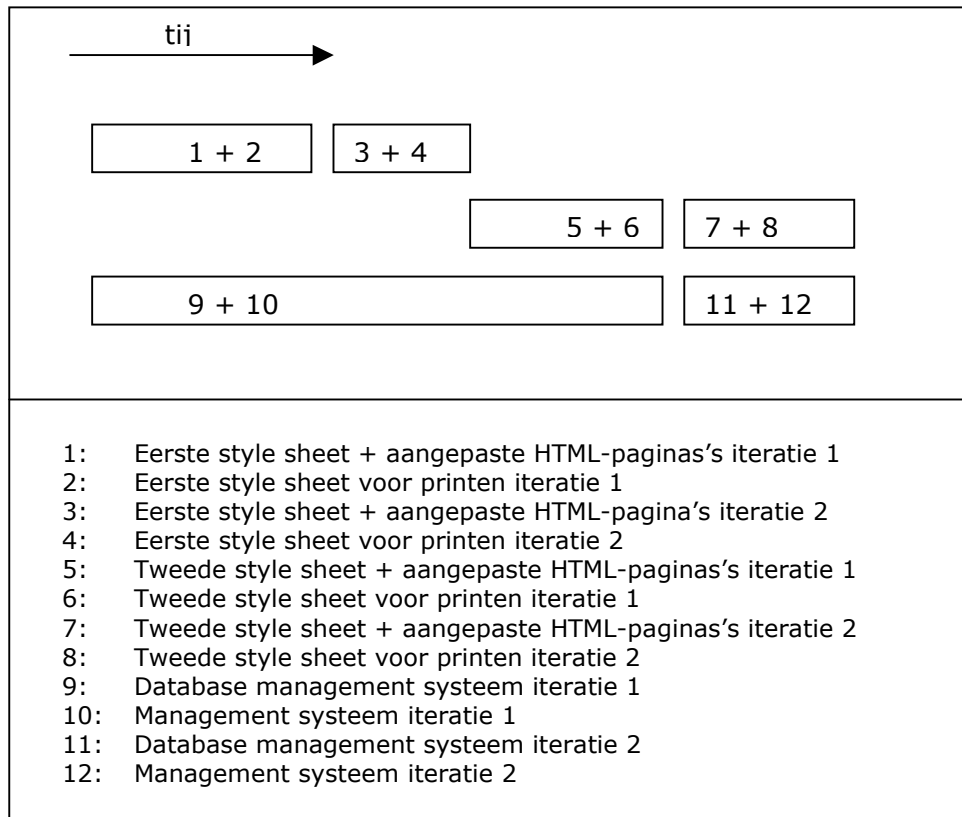 tij
1 + 2 3 + 4
5 + 6 7 + 8
9 + 10 11 + 12
1: Eerste style sheet + aangepaste HTML-paginas's iteratie 1
2: Eerste style sheet voor printen iteratie 1
3: Eerste style sheet + aangepaste HTML-pagina's iteratie 2
4: Eerste style sheet voor printen iteratie 2
5: Tweede style sheet + aangepaste HTML-paginas's iteratie 1
6: Tweede style sheet voor printen iteratie 1
7: Tweede style sheet + aangepaste HTML-paginas's iteratie 2
8: Tweede style sheet voor printen iteratie 2
9: Database management systeem iteratie 1
10: Management systeem iteratie 1
11: Database management systeem iteratie 2
12: Management systeem iteratie 2